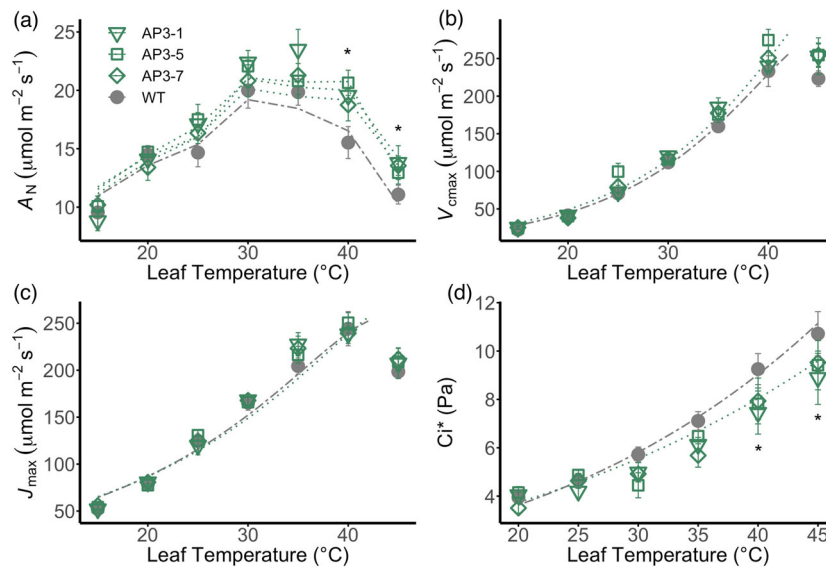 (a)
AP3-1
AP3-5
AP3-7
WT
25
20
15
10
*
*
A_N (μmol m⁻² s⁻¹)
20 30 40
Leaf Temperature (°C)
(b)
250
200
150
100
50
V_cmax (μmol m⁻² s⁻¹)
20 30 40
Leaf Temperature (°C)
(c)
250
200
150
100
50
J_max (μmol m⁻² s⁻¹)
20 30 40
Leaf Temperature (°C)
(d)
12
10
8
6
4
*
*
Ci* (Pa)
20 25 30 35 40 45
Leaf Temperature (°C)